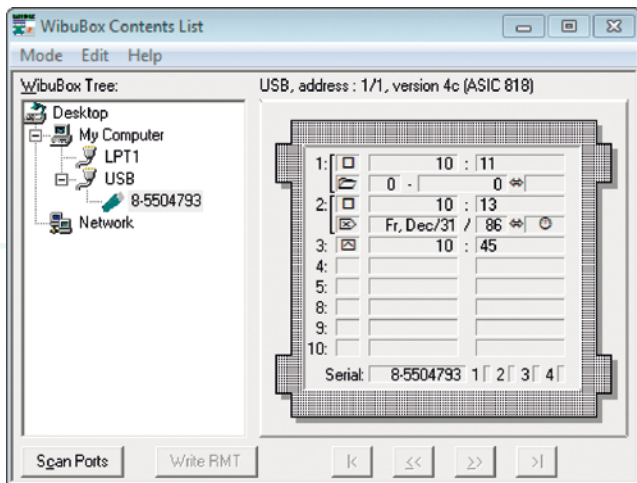 WibuBox Contents List
Mode Edit Help
WibuBox Tree:
Desktop
My Computer
LPT1
USB
8-5504793
Network
USB, address : 1/1, version 4c (ASIC 818)
1: 10 : 11
0 - 0
2: 10 : 13
Fr, Dec/31 / 86
3: 10 : 45
4:
5:
8:
9:
10:
Serial: 8-5504793 1 2 3 4
Scan Ports Write RMT |< << >> >|